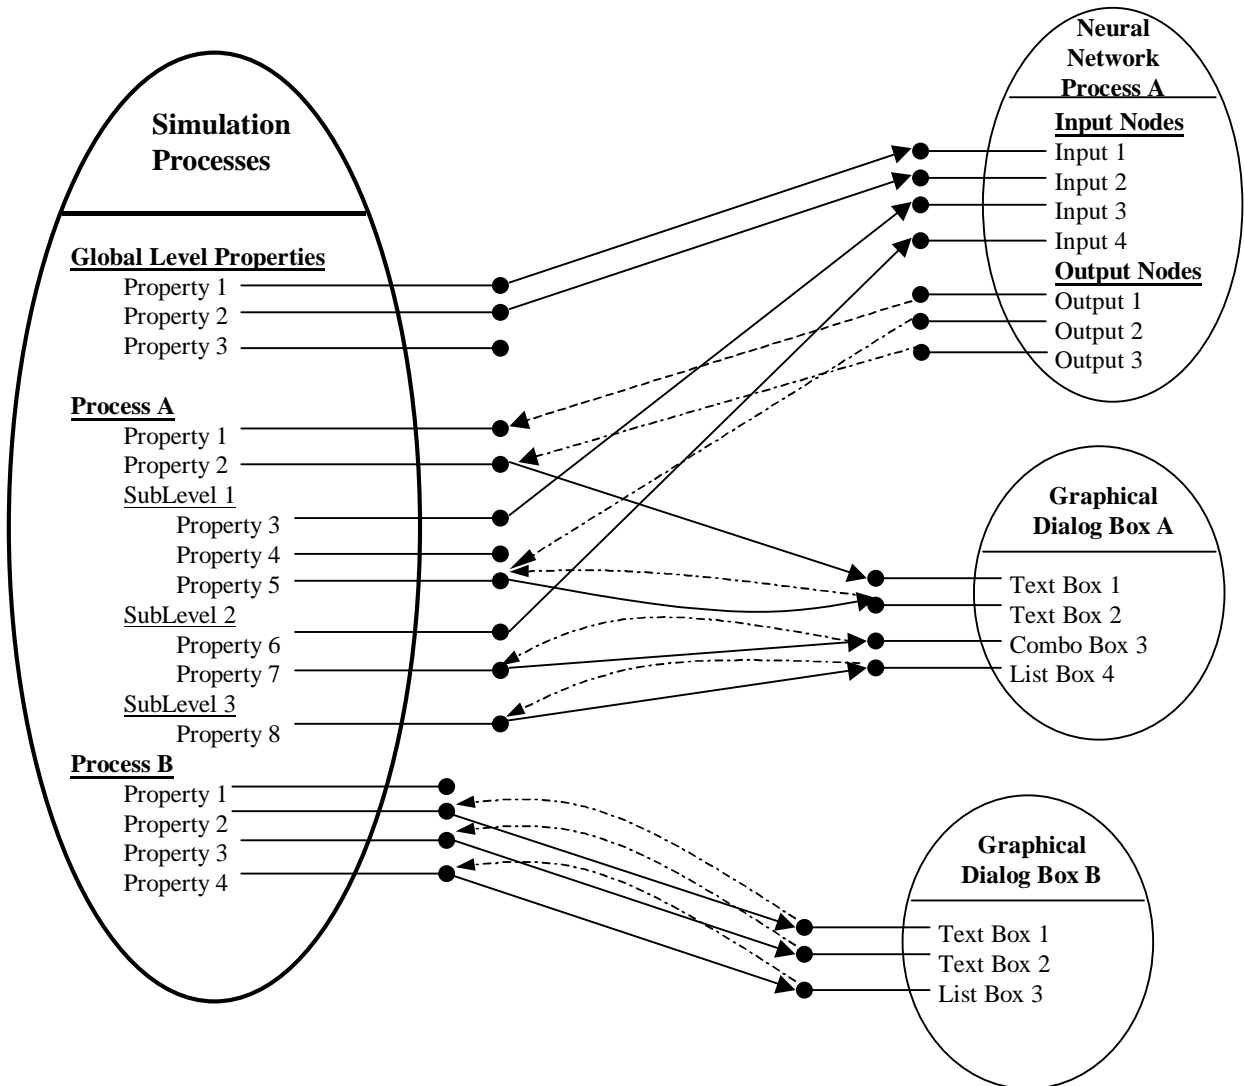 Simulation
Processes
Global Level Properties
Property 1
Property 2
Property 3
Process A
Property 1
Property 2
SubLevel 1
Property 3
Property 4
Property 5
SubLevel 2
Property 6
Property 7
SubLevel 3
Property 8
Process B
Property 1
Property 2
Property 3
Property 4
Neural
Network
Process A
Input Nodes
Input 1
Input 2
Input 3
Input 4
Output Nodes
Output 1
Output 2
Output 3
Graphical
Dialog Box A
Text Box 1
Text Box 2
Combo Box 3
List Box 4
Graphical
Dialog Box B
Text Box 1
Text Box 2
List Box 3